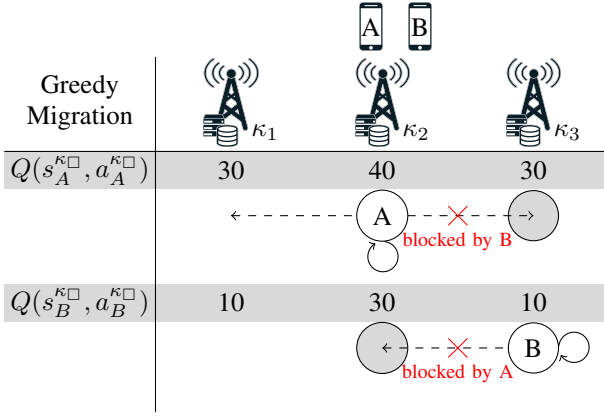 A B
Greedy
Migration
κ₁ κ₂ κ₃
Q(s_A^{κ□}, a_A^{κ□}) 30 40 30
A
blocked by B
Q(s_B^{κ□}, a_B^{κ□}) 10 30 10
B
blocked by A